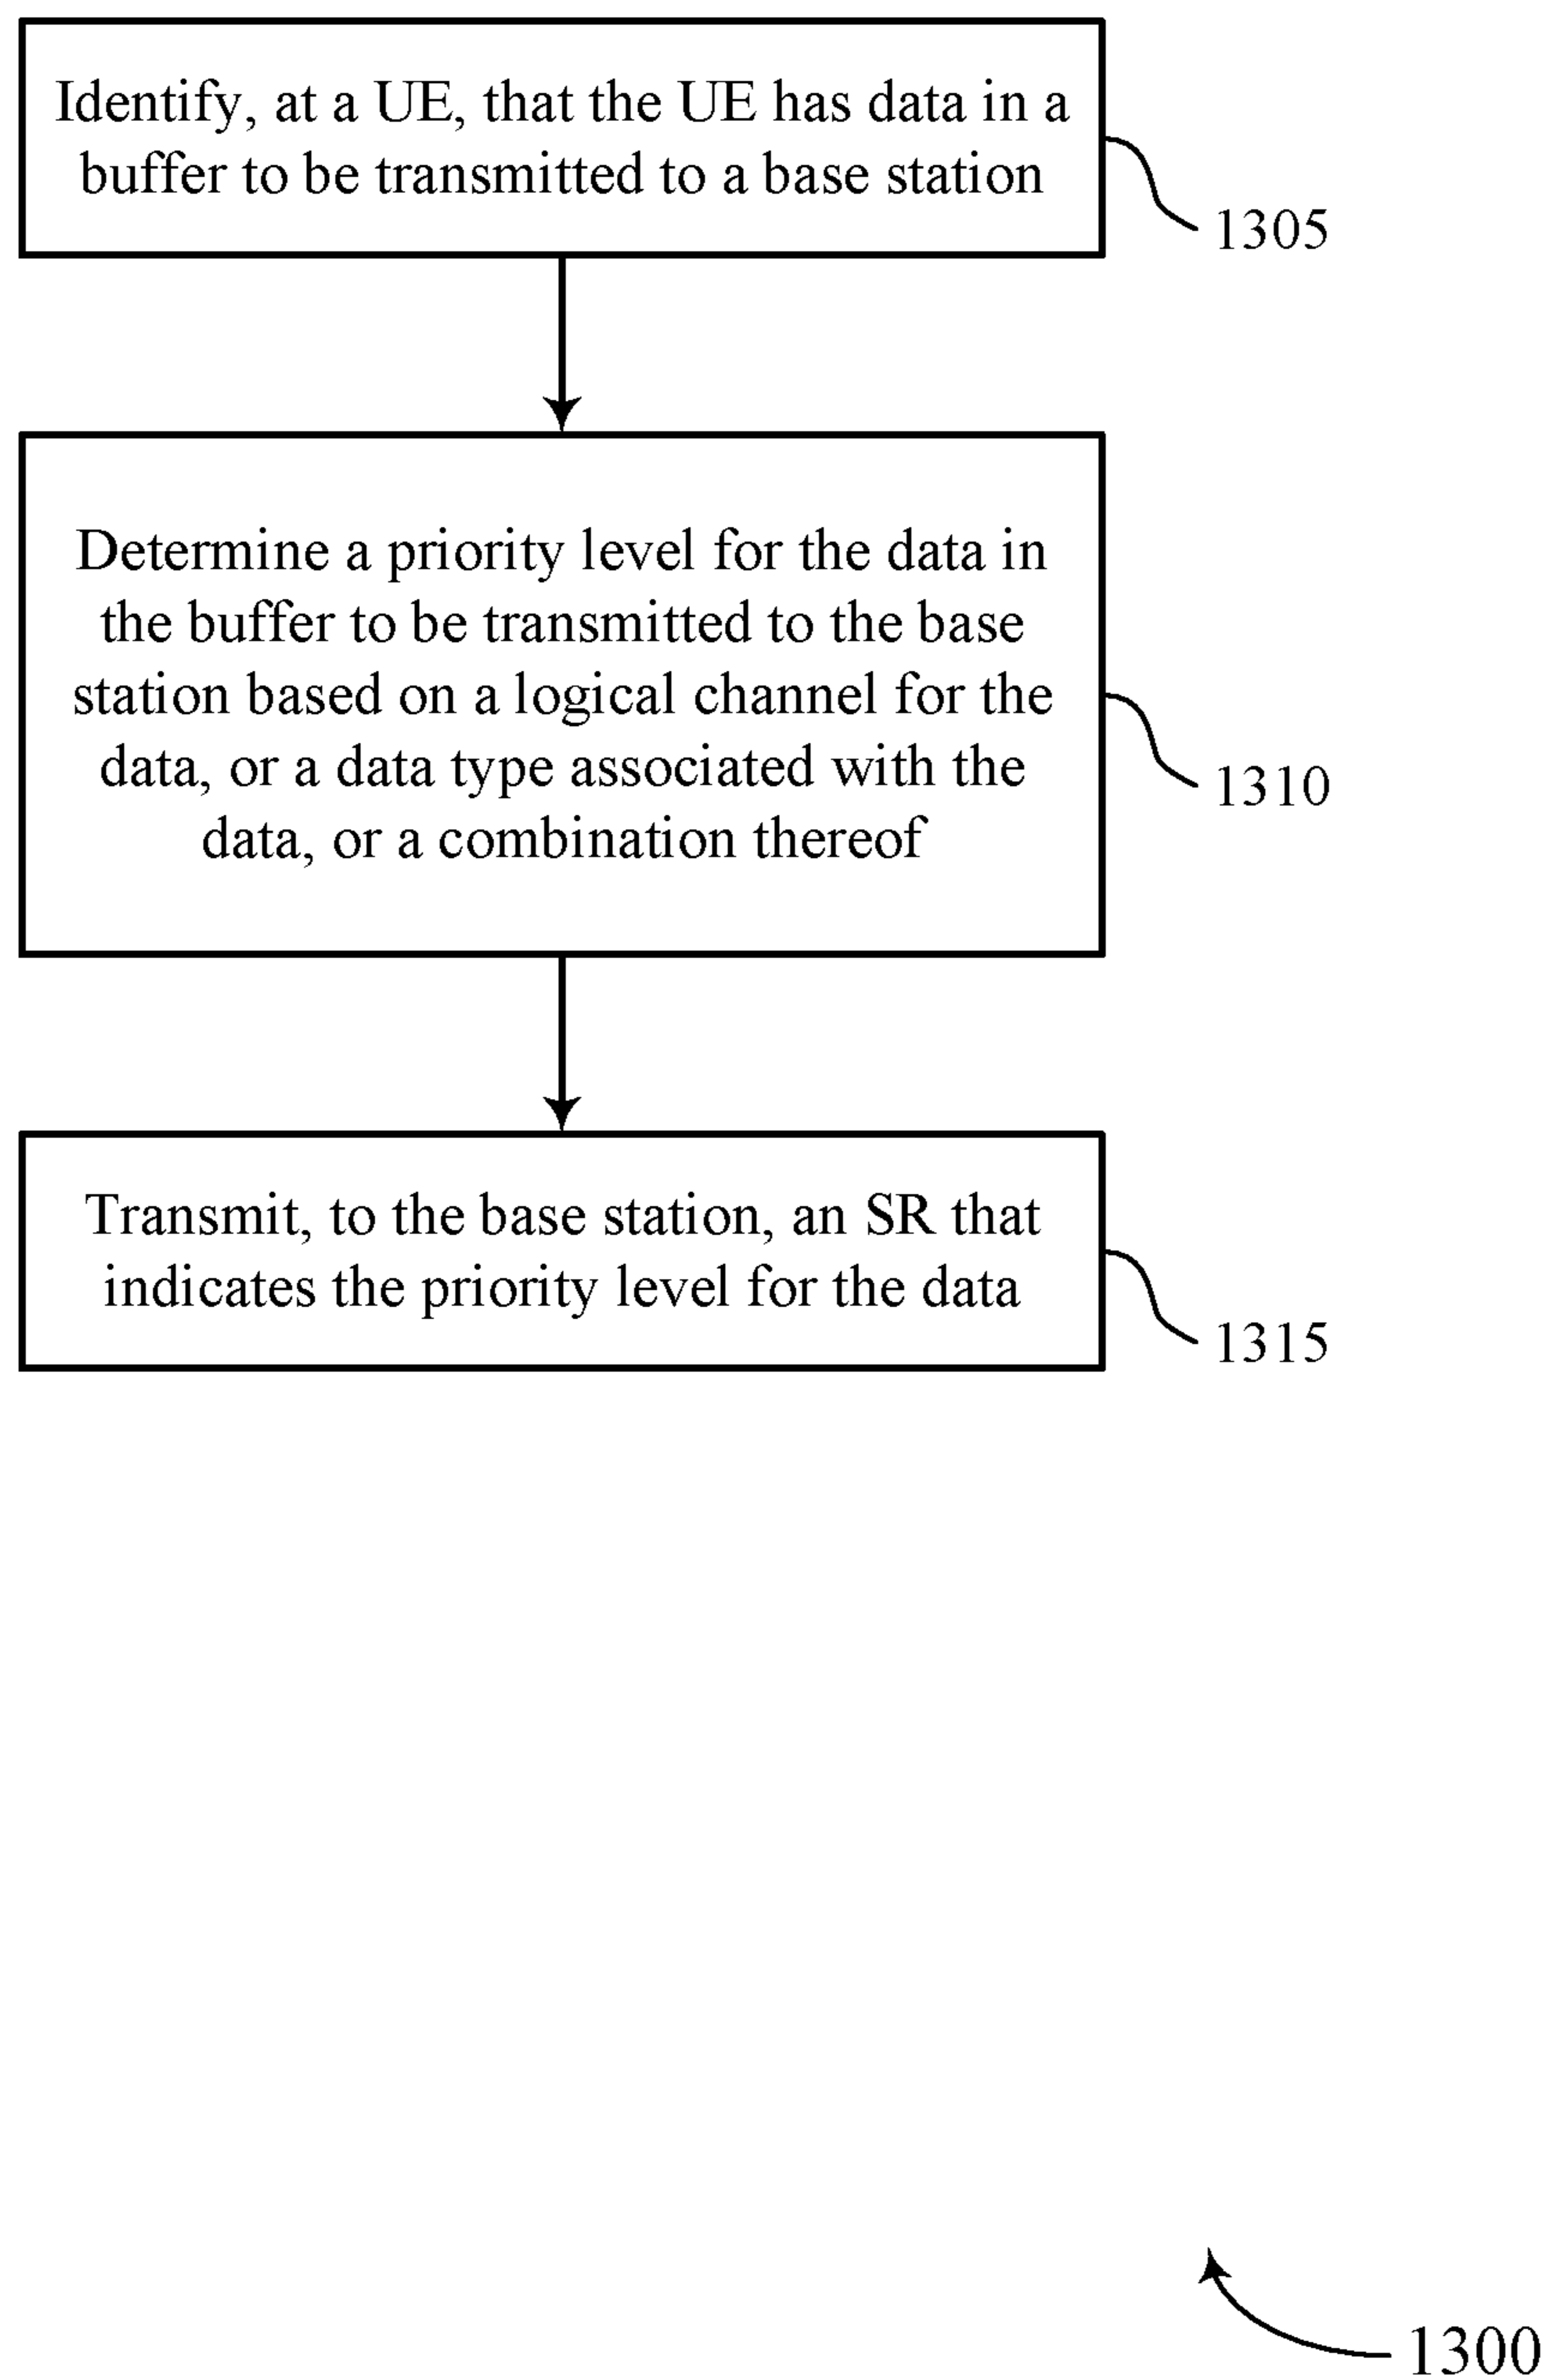 Identify, at a UE, that the UE has data in a
buffer to be transmitted to a base station
1305
Determine a priority level for the data in
the buffer to be transmitted to the base
station based on a logical channel for the
data, or a data type associated with the
data, or a combination thereof
1310
Transmit, to the base station, an SR that
indicates the priority level for the data
1315
1300